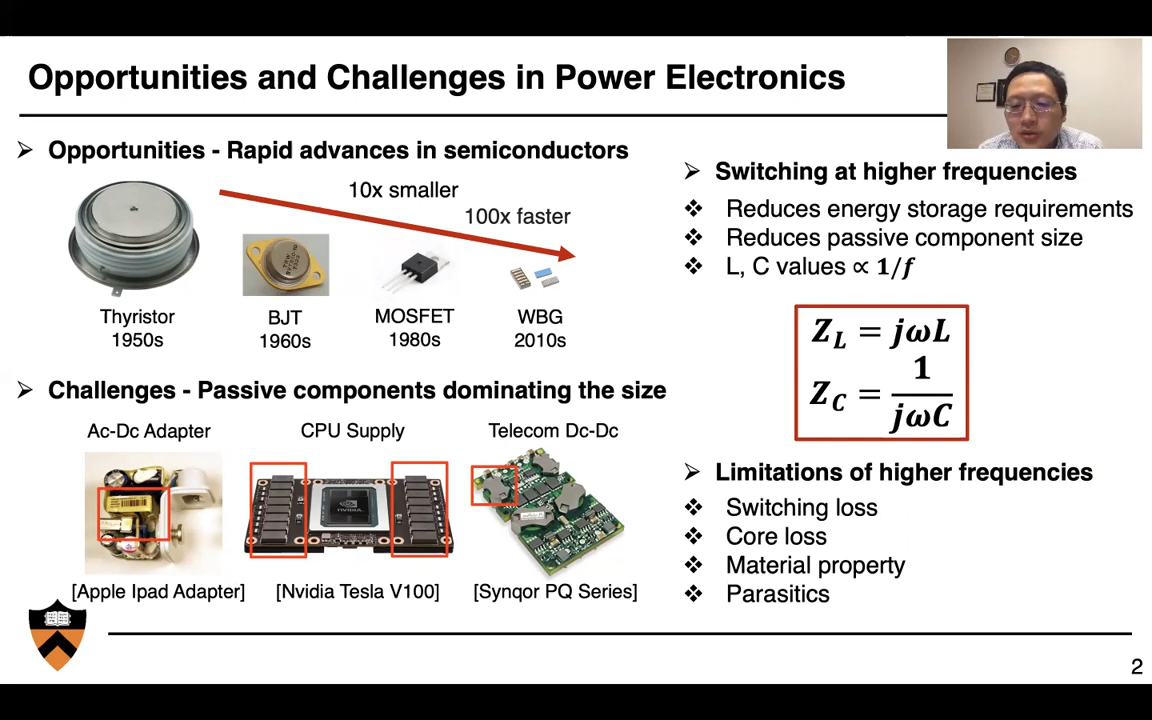 Opportunities and Challenges in Power Electronics
➢ Opportunities - Rapid advances in semiconductors
10x smaller
100x faster
Thyristor
1950s
BJT
1960s
MOSFET
1980s
WBG
2010s
➢ Challenges - Passive components dominating the size
Ac-Dc Adapter
CPU Supply
Telecom Dc-Dc
NVIDIA.
[Apple Ipad Adapter]
[Nvidia Tesla V100]
[Synqor PQ Series]
➢ Switching at higher frequencies
❖ Reduces energy storage requirements
❖ Reduces passive component size
❖ L, C values ∝ 1/f
Z_L = jωL
Z_C = 1/jωC
➢ Limitations of higher frequencies
❖ Switching loss
❖ Core loss
❖ Material property
❖ Parasitics
2